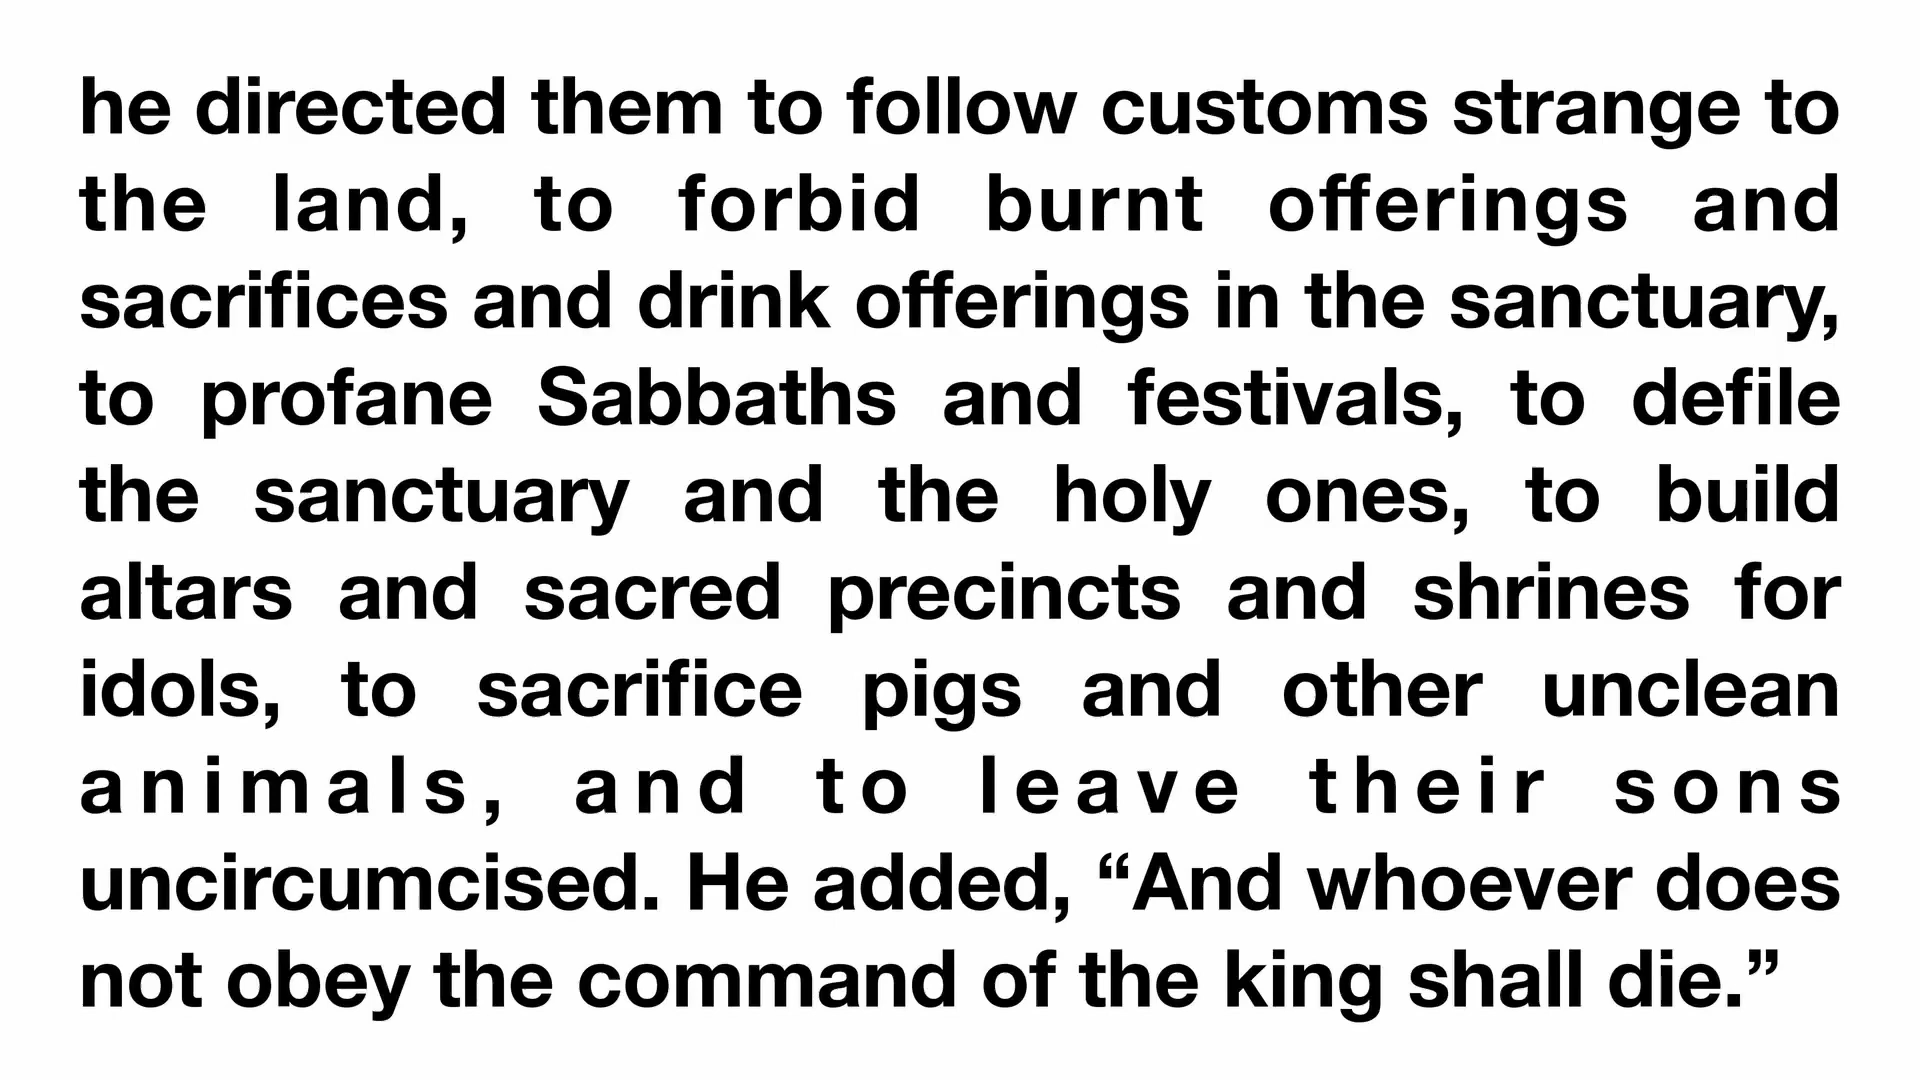 he directed them to follow customs strange to
the land, to forbid burnt offerings and
sacrifices and drink offerings in the sanctuary,
to profane Sabbaths and festivals, to defile
the sanctuary and the holy ones, to build
altars and sacred precincts and shrines for
idols, to sacrifice pigs and other unclean
animals, and to leave their sons
uncircumcised. He added, “And whoever does
not obey the command of the king shall die.”